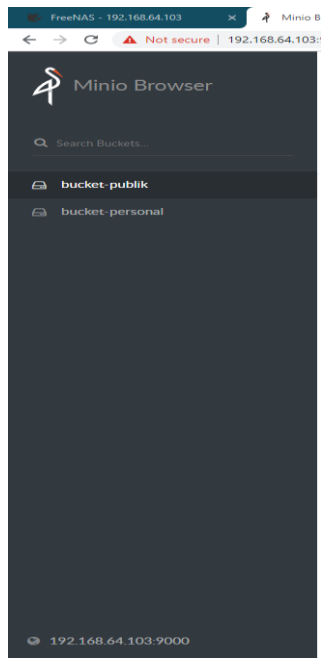 FreeNAS - 192.168.64.103
Minio B
Not secure
192.168.64.103:
Minio Browser
Search Buckets...
bucket-publik
bucket-personal
192.168.64.103:9000